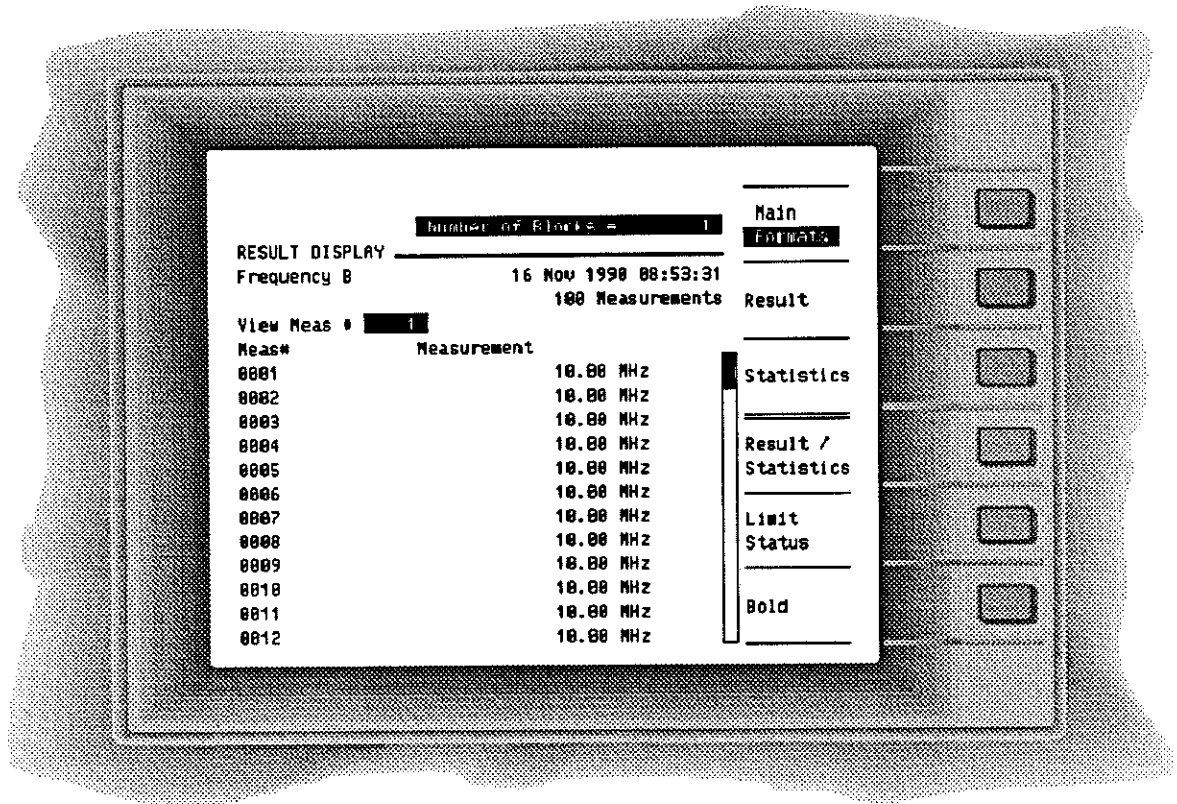 Number of Blocks = 1
RESULT DISPLAY
Frequency B 16 Nov 1990 08:53:31
100 Measurements
View Meas # 1
Meas# Measurement
0001 10.00 MHz
0002 10.00 MHz
0003 10.00 MHz
0004 10.00 MHz
0005 10.00 MHz
0006 10.00 MHz
0007 10.00 MHz
0008 10.00 MHz
0009 10.00 MHz
0010 10.00 MHz
0011 10.00 MHz
0012 10.00 MHz
Main
Formats
Result
Statistics
Result /
Statistics
Limit
Status
Bold